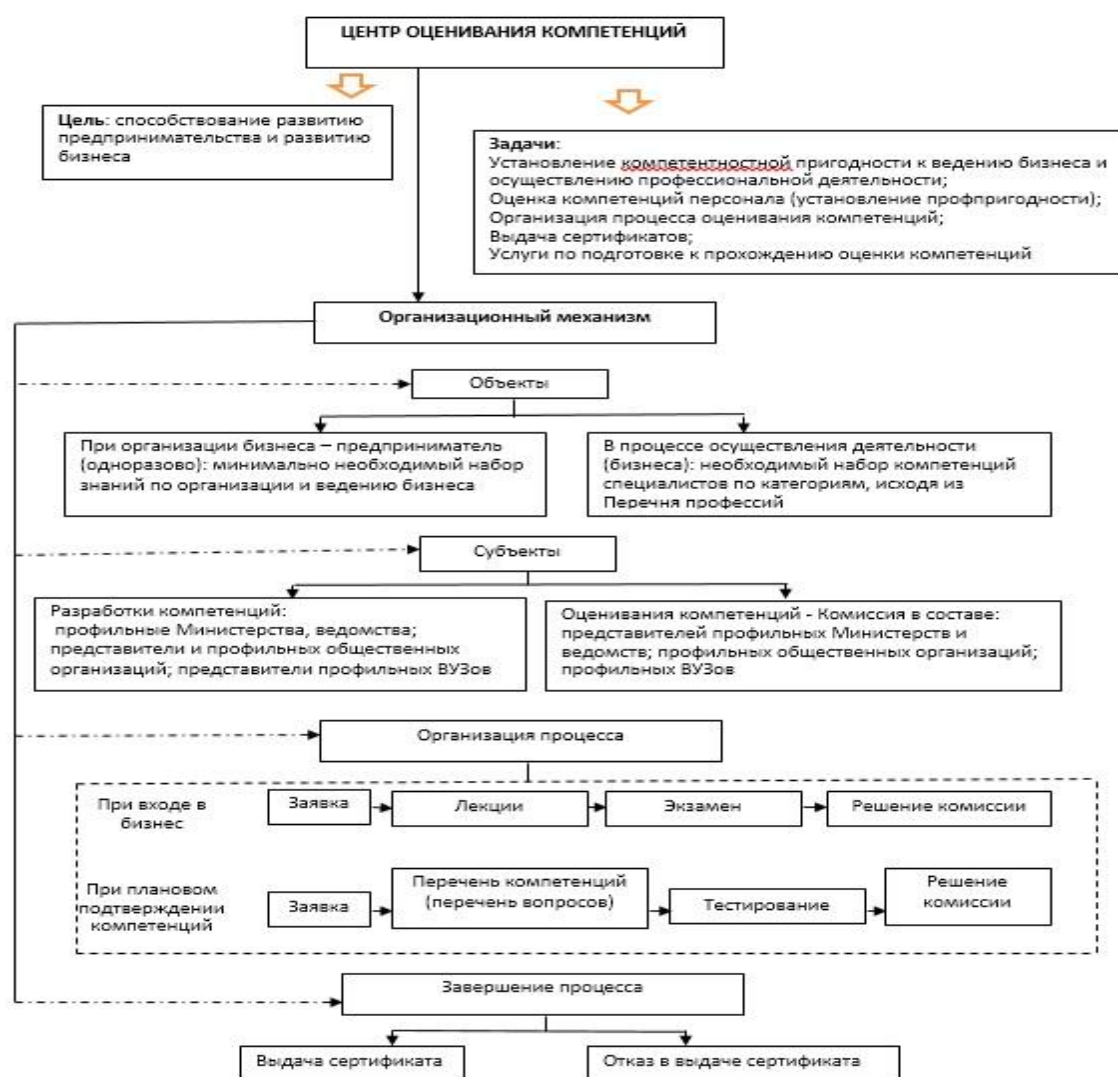 ЦЕНТР ОЦЕНИВАНИЯ КОМПЕТЕНЦИЙ
Цель: способствование развитию
предпринимательства и развитию
бизнеса
Задачи:
Установление компетентностной пригодности к ведению бизнеса и
осуществлению профессиональной деятельности;
Оценка компетенций персонала (установление профпригодности);
Организация процесса оценивания компетенций;
Выдача сертификатов;
Услуги по подготовке к прохождению оценки компетенций
Организационный механизм
Объекты
При организации бизнеса – предприниматель
(одноразово): минимально необходимый набор
знаний по организации и ведению бизнеса
В процессе осуществления деятельности
(бизнеса): необходимый набор компетенций
специалистов по категориям, исходя из
Перечня профессий
Субъекты
Разработки компетенций:
профильные Министерства, ведомства;
представители и профильных общественных
организаций; представители профильных ВУЗов
Оценивания компетенций - Комиссия в составе:
представителей профильных Министерств и
ведомств; профильных общественных организаций;
профильных ВУЗов
Организация процесса
При входе в
бизнес
Заявка
Лекции
Экзамен
Решение комиссии
При плановом
подтверждении
компетенций
Заявка
Перечень компетенций
(перечень вопросов)
Тестирование
Решение
комиссии
Завершение процесса
Выдача сертификата
Отказ в выдаче сертификата